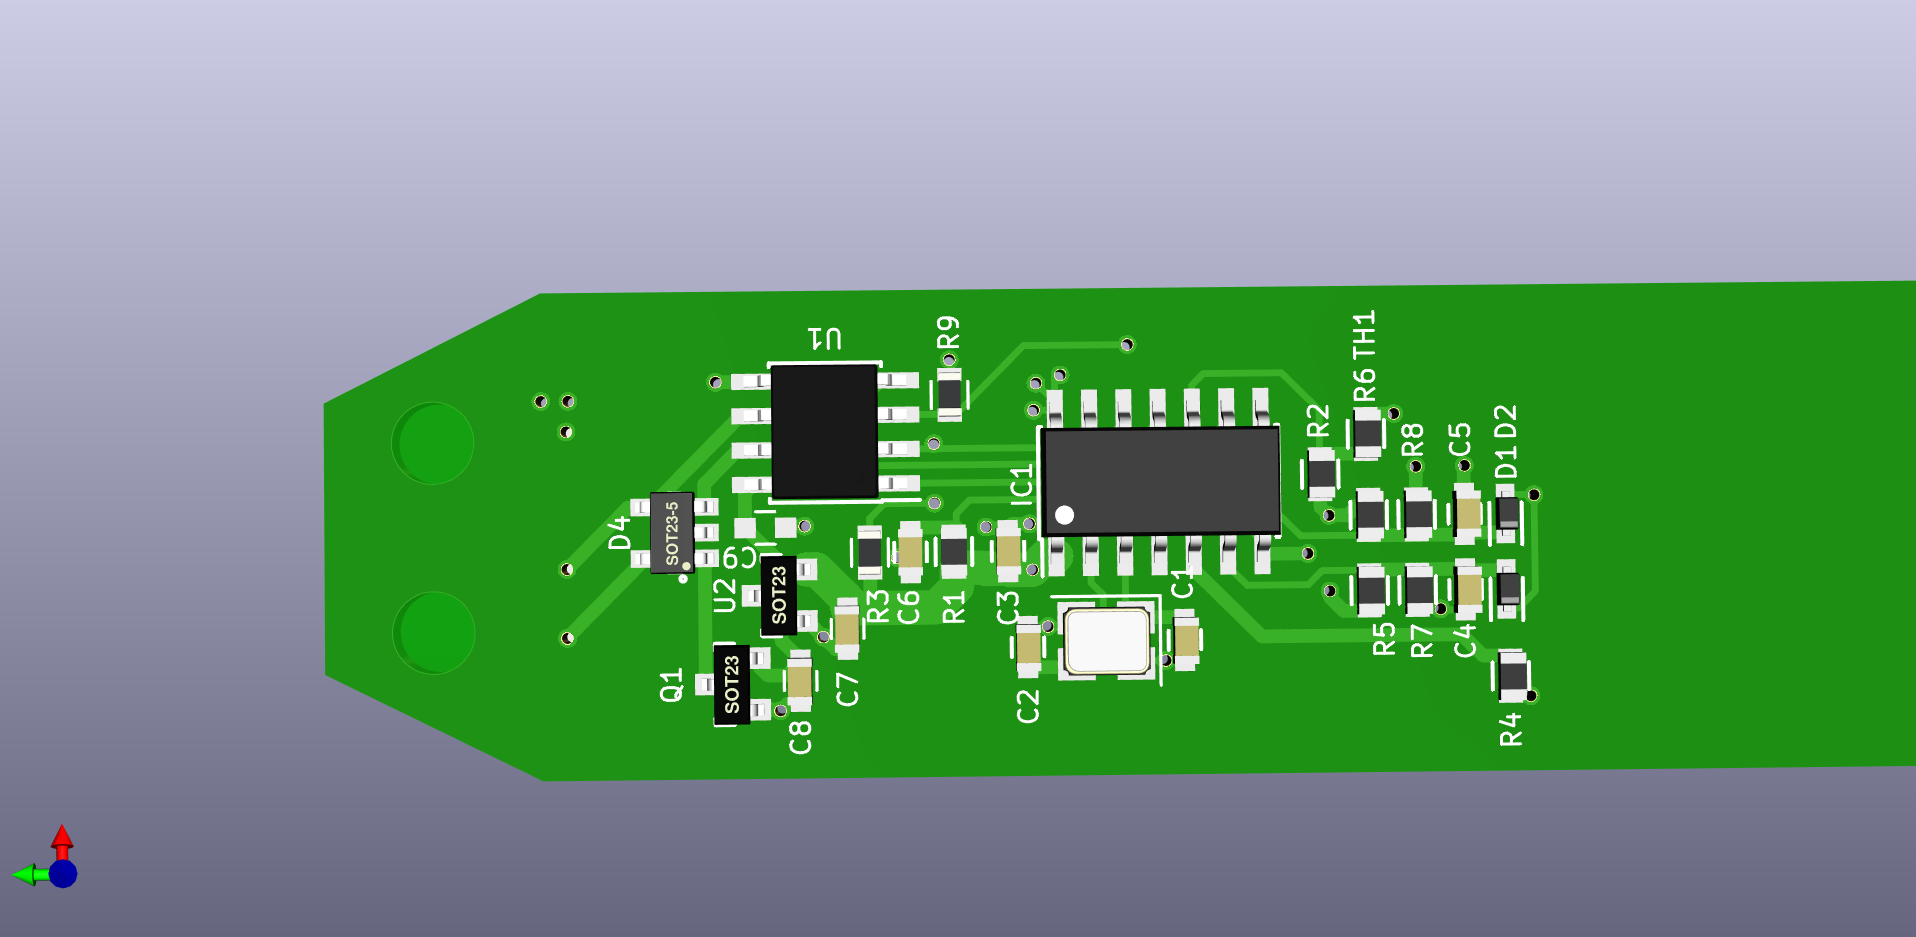 U1
R9
R6 TH1
R2
R8
C5
D1 D2
IC1
D4
SOT23-5
C9
U2
SOT23
R3
C6
R1
C3
C1
R5
R7
C4
Q1
SOT23
C7
C2
C8
R4